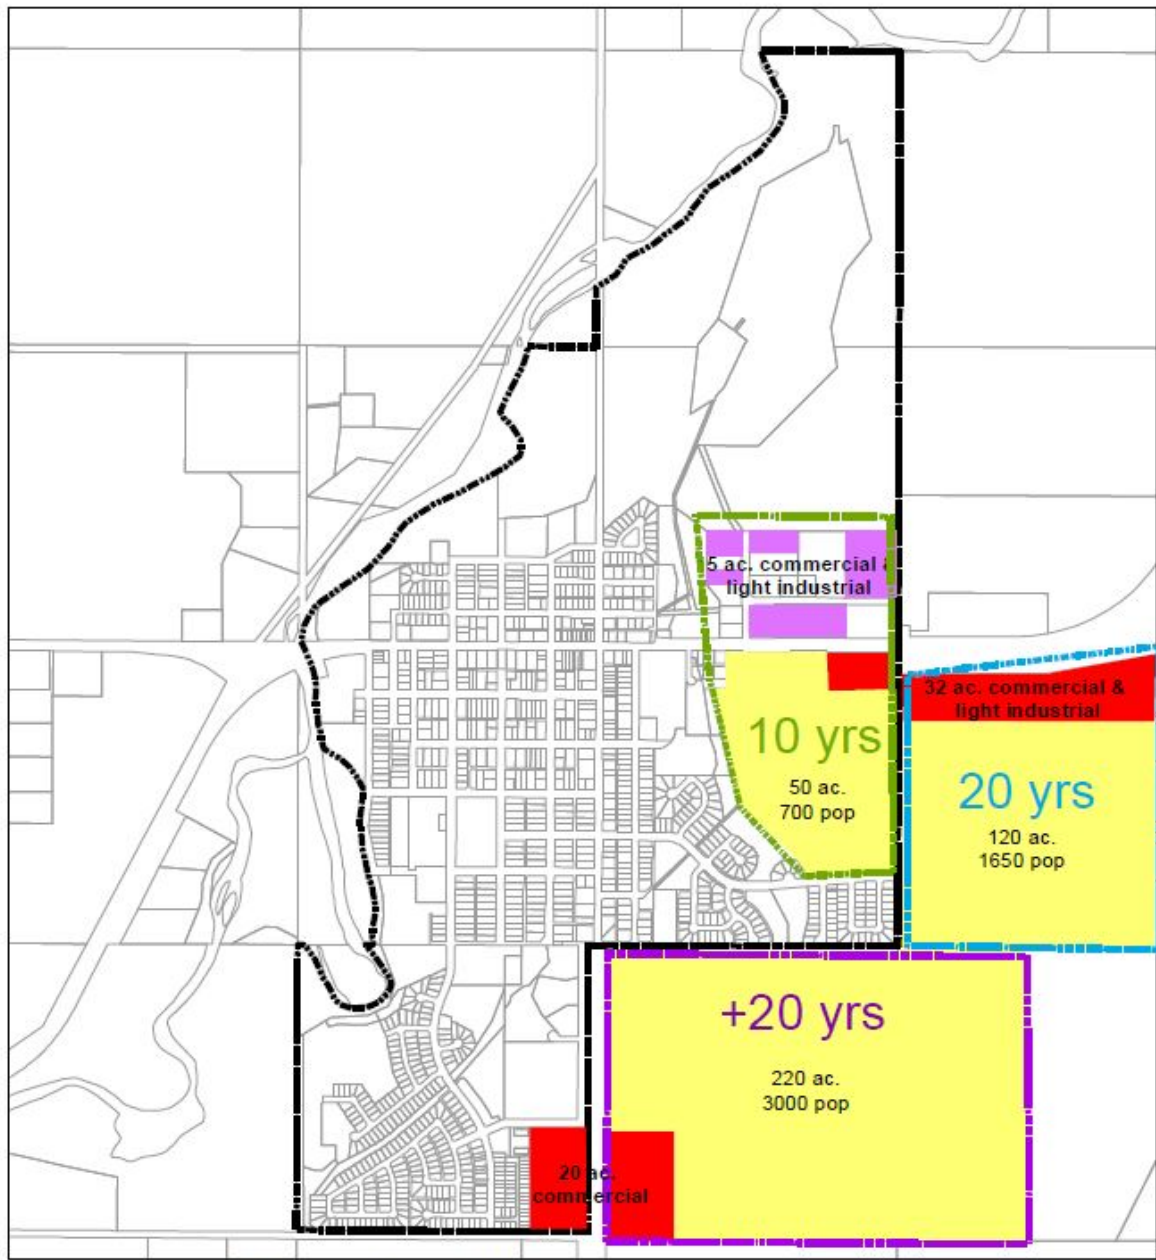 5 ac. commercial &
light industrial
32 ac. commercial &
light industrial
10 yrs
50 ac.
700 pop
20 yrs
120 ac.
1650 pop
+20 yrs
220 ac.
3000 pop
20 ac.
commercial